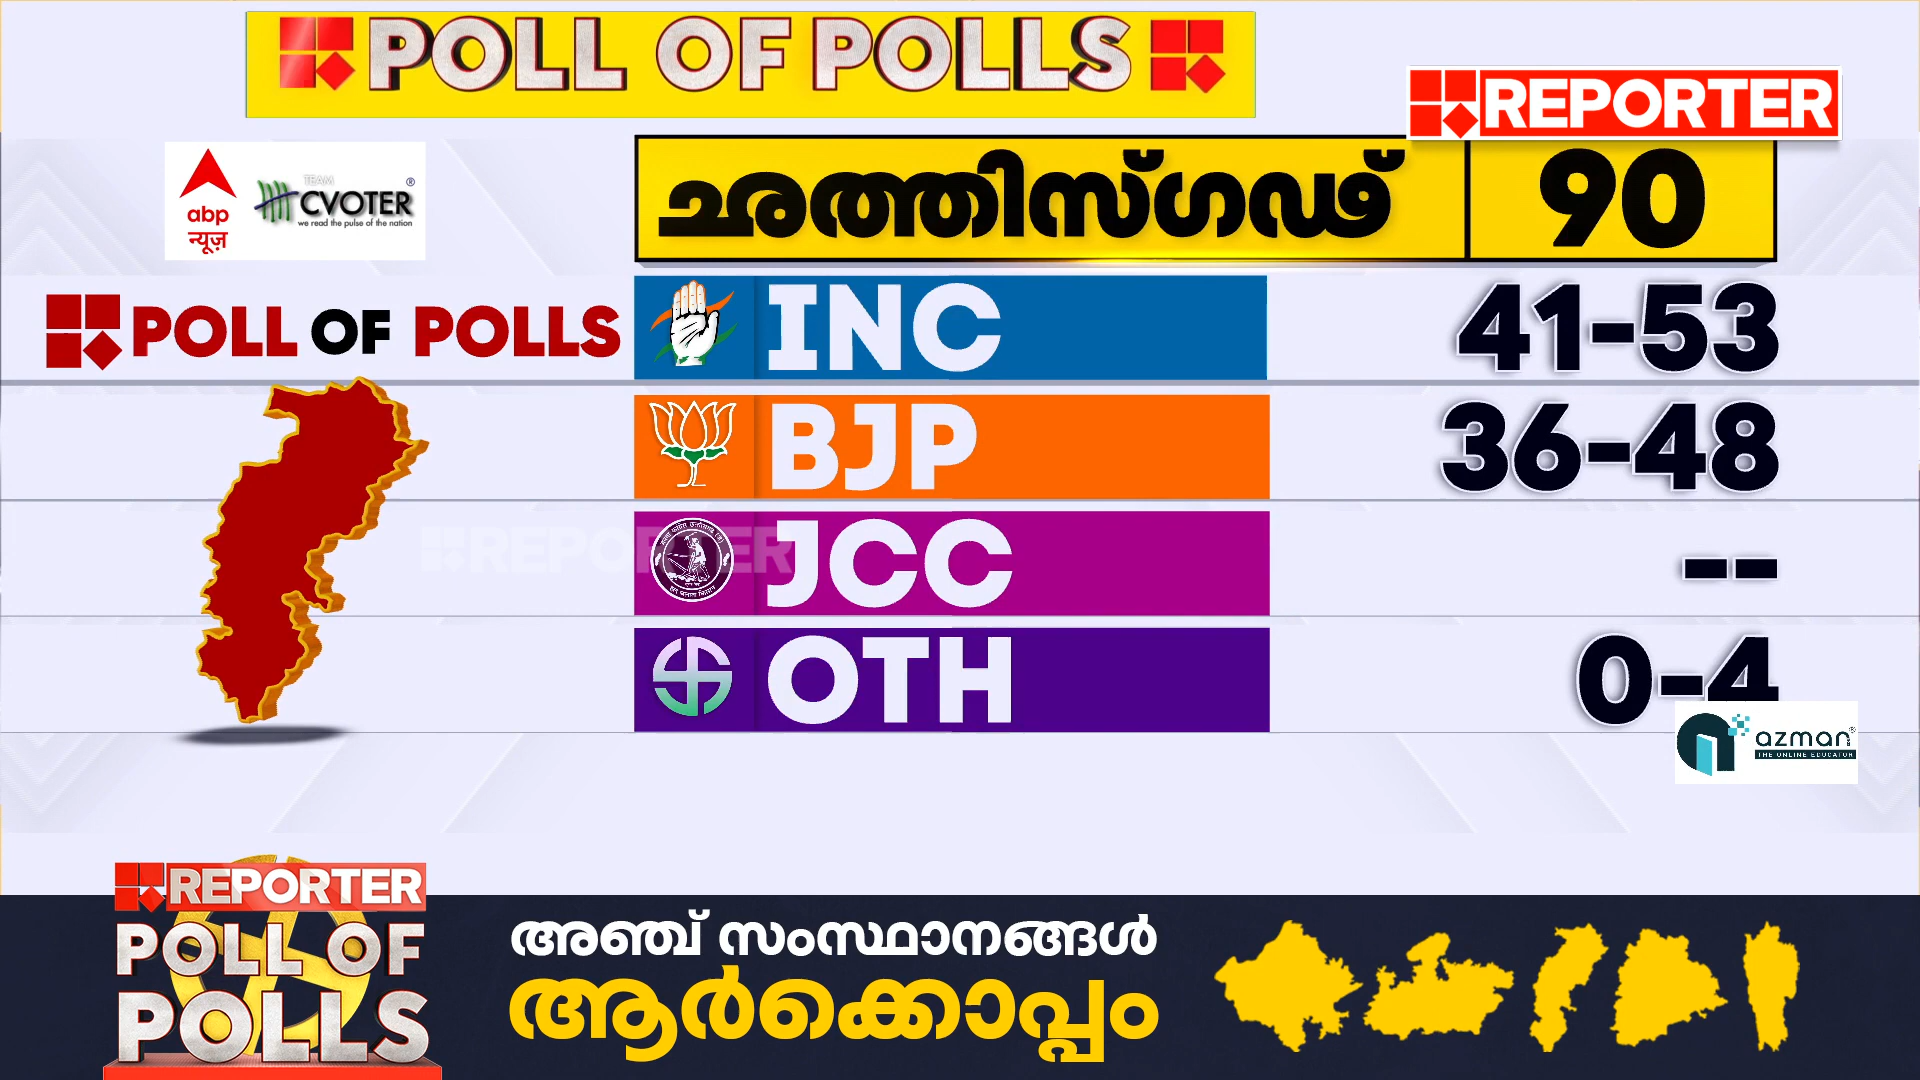 POLL OF POLLS
REPORTER
abp
न्यूज़
TEAM
CVOTER
we read the pulse of the nation
ഛത്തിസ്ഗഢ് 90
POLL OF POLLS
INC 41-53
BJP 36-48
JCC --
OTH 0-4
REPORTER
azman
THE ONLINE EDUCATOR
REPORTER
POLL OF
POLLS
അഞ്ച് സംസ്ഥാനങ്ങൾ
ആർക്കൊപ്പം